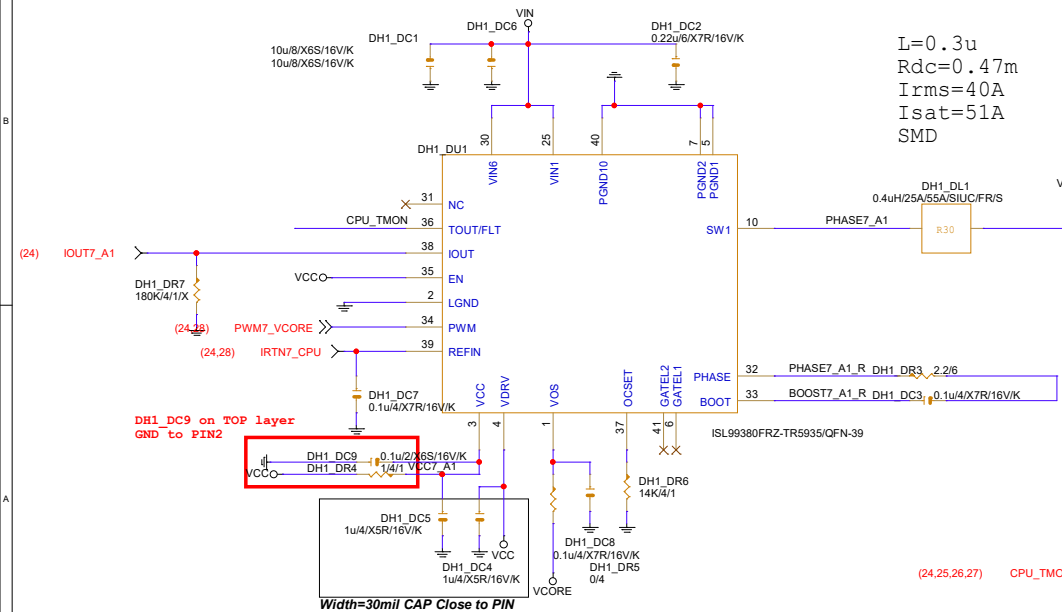 VIN
DH1_DC1
DH1_DC6
DH1_DC2
0.22u/6/X7R/16V/K
10u/8/X6S/16V/K
10u/8/X6S/16V/K
L=0.3u
Rdc=0.47m
Irms=40A
Isat=51A
SMD
B
DH1_DU1
30
25
40
7
5
VIN6
VIN1
PGND10
PGND2
PGND1
31
NC
CPU_TMON
36
TOUT/FLT
SW1
10
PHASE7_A1
DH1_DL1
0.4uH/25A/55A/SIUC/FR/S
R30
V
(24)
IOUT7_A1
38
IOUT
DH1_DR7
180K/4/1/X
VCC
35
EN
2
LGND
(24,28)
PWM7_VCORE
34
PWM
(24,28)
IRTN7_CPU
39
REFIN
PHASE
32
PHASE7_A1_R
DH1_DR3
2.2/6
BOOT
33
BOOST7_A1_R
DH1_DC3
0.1u/4/X7R/16V/K
VCC
VDRV
VOS
OCSET
GATEL2
GATEL1
3
4
1
37
41
6
ISL99380FRZ-TR5935/QFN-39
DH1_DC7
0.1u/4/X7R/16V/K
DH1_DC9 on TOP layer
GND to PIN2
DH1_DC9
0.1u/2/X6S/16V/K
VCC
DH1_DR4
1/4/1
VCC7_A1
DH1_DR6
14K/4/1
A
DH1_DC5
1u/4/X5R/16V/K
DH1_DC4
1u/4/X5R/16V/K
VCC
DH1_DC8
0.1u/4/X7R/16V/K
DH1_DR5
0/4
VCORE
(24,25,26,27)
CPU_TMO
Width=30mil CAP Close to PIN